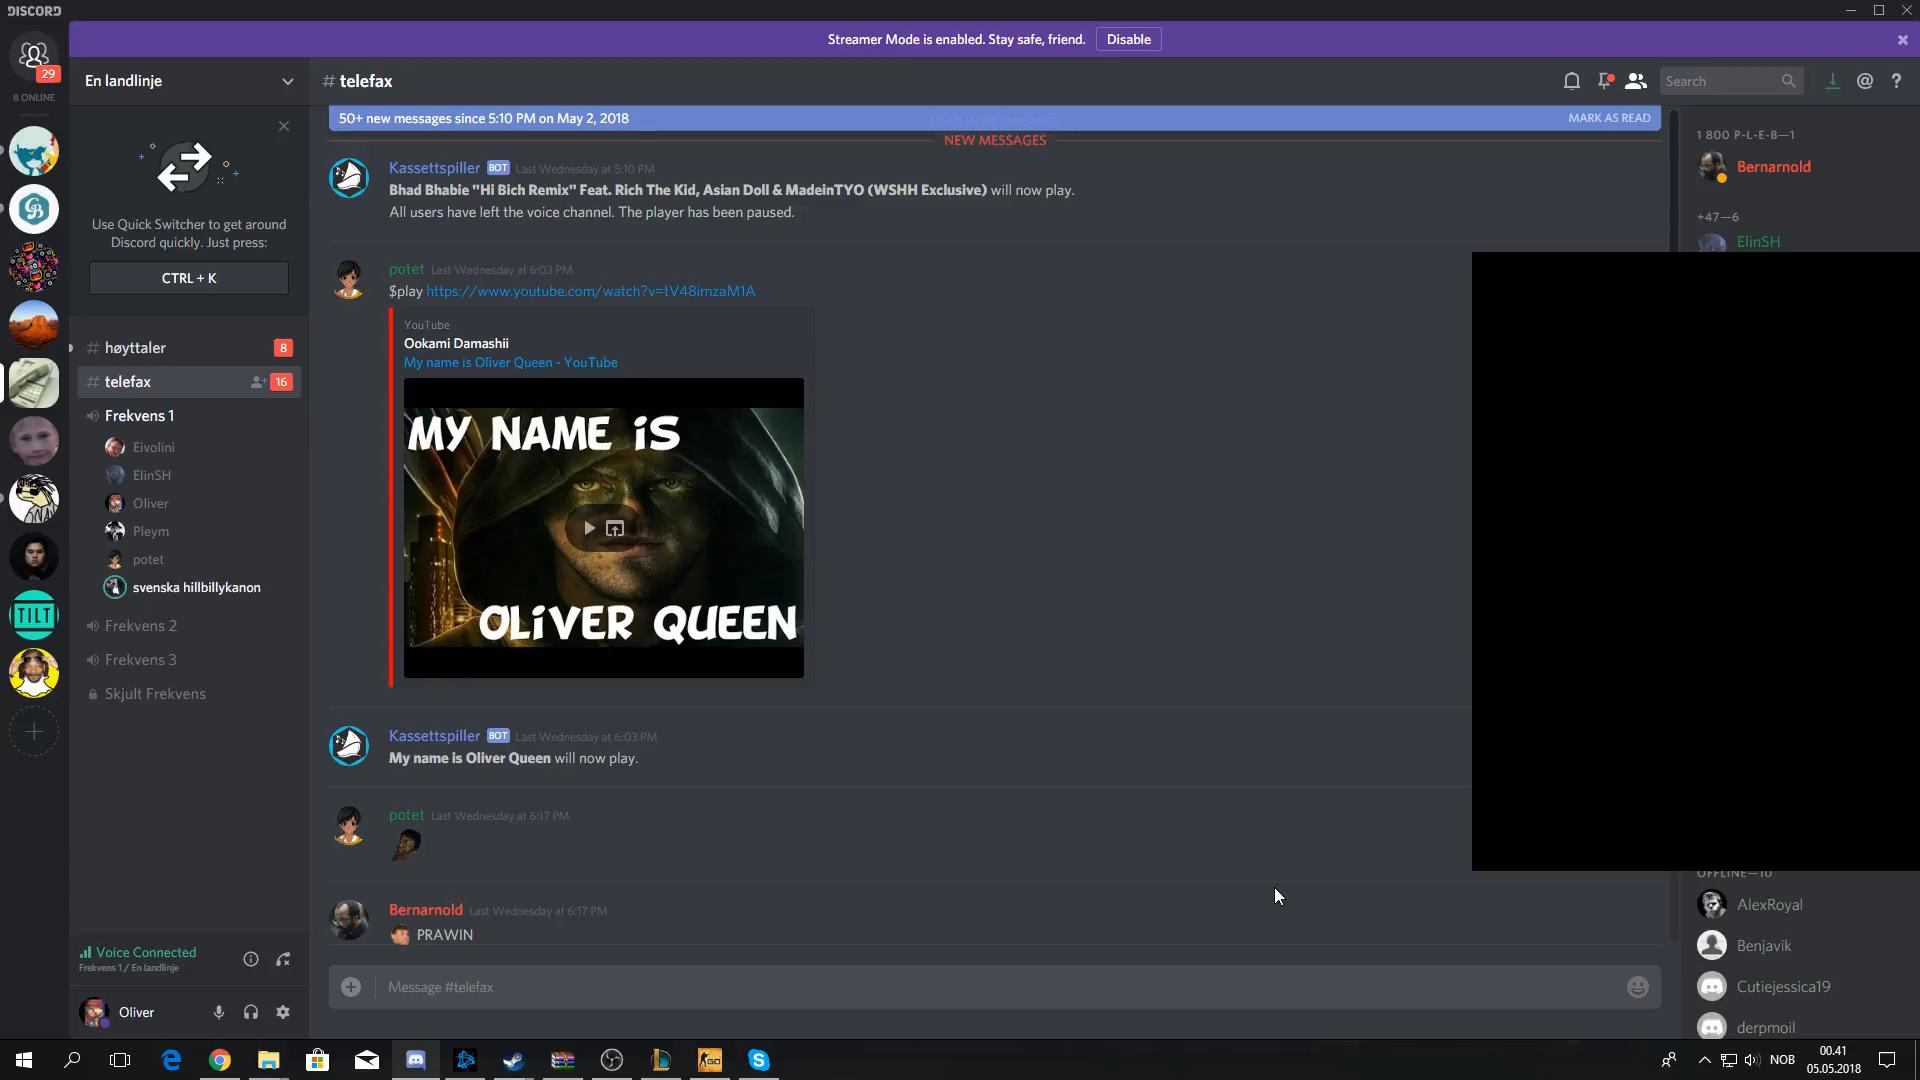 DISCORD
Streamer Mode is enabled. Stay safe, friend.
Disable
29
8 ONLINE
En landlinje
Use Quick Switcher to get around
Discord quickly. Just press:
CTRL + K
# høyttaler
8
# telefax
16
Frekvens 1
Eivolini
ElinSH
Oliver
Pleym
potet
svenska hillbillykanon
Frekvens 2
Frekvens 3
Skjult Frekvens
TILT
Voice Connected
Frekvens 1 / En landlinje
Oliver
# telefax
Search
50+ new messages since 5:10 PM on May 2, 2018
MARK AS READ
NEW MESSAGES
Kassettspiller BOT Last Wednesday at 5:10 PM
Bhad Bhabie "Hi Bich Remix" Feat. Rich The Kid, Asian Doll & MadeinTYO (WSHH Exclusive) will now play.
All users have left the voice channel. The player has been paused.
potet Last Wednesday at 6:03 PM
$play https://www.youtube.com/watch?v=tV48imzaM1A
YouTube
Ookami Damashii
My name is Oliver Queen - YouTube
MY NAME iS
OLiVER QUEEN
Kassettspiller BOT Last Wednesday at 6:03 PM
My name is Oliver Queen will now play.
potet Last Wednesday at 6:17 PM
Bernarnold Last Wednesday at 6:17 PM
PRAWIN
Message #telefax
1 800 P-L-E-B—1
Bernarnold
+47—6
ElinSH
OFFLINE—10
AlexRoyal
Benjavik
Cutiejessica19
derpmoil
GO
NOB
00.41
05.05.2018